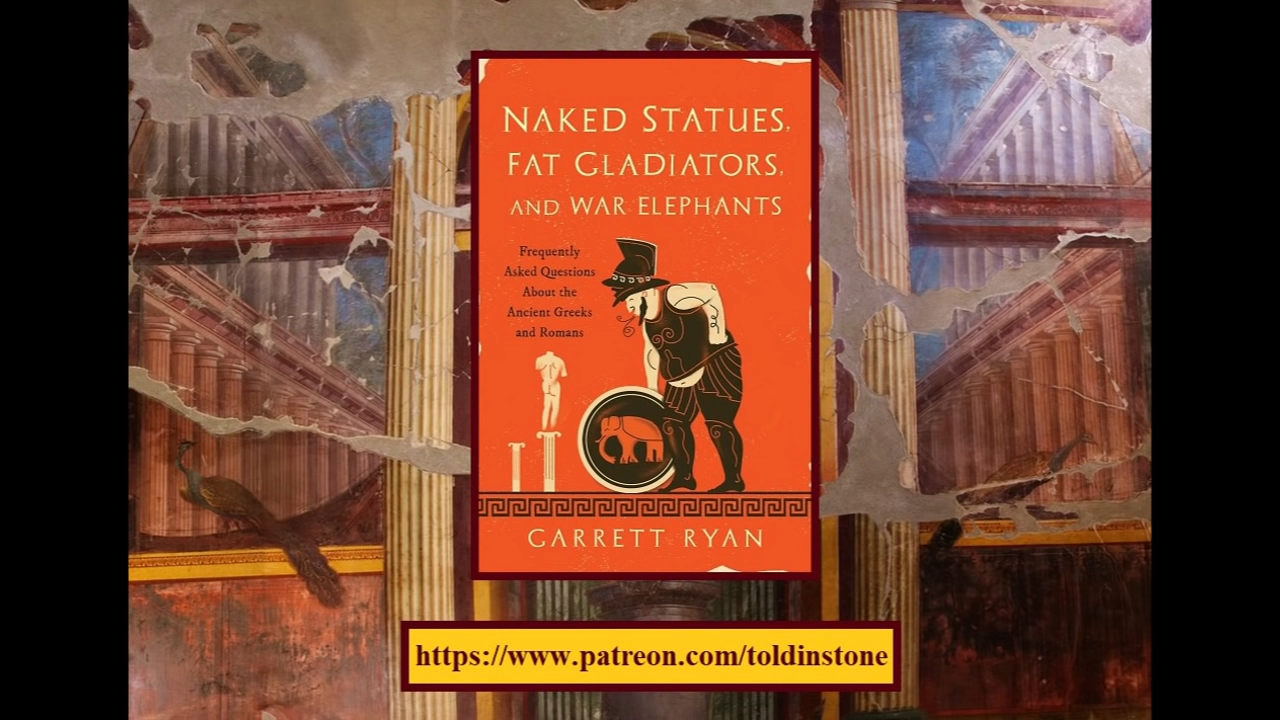 NAKED STATUES,
FAT GLADIATORS,
AND WAR ELEPHANTS
Frequently
Asked Questions
About the
Ancient Greeks
and Romans
GARRETT RYAN
https://www.patreon.com/toldinstone